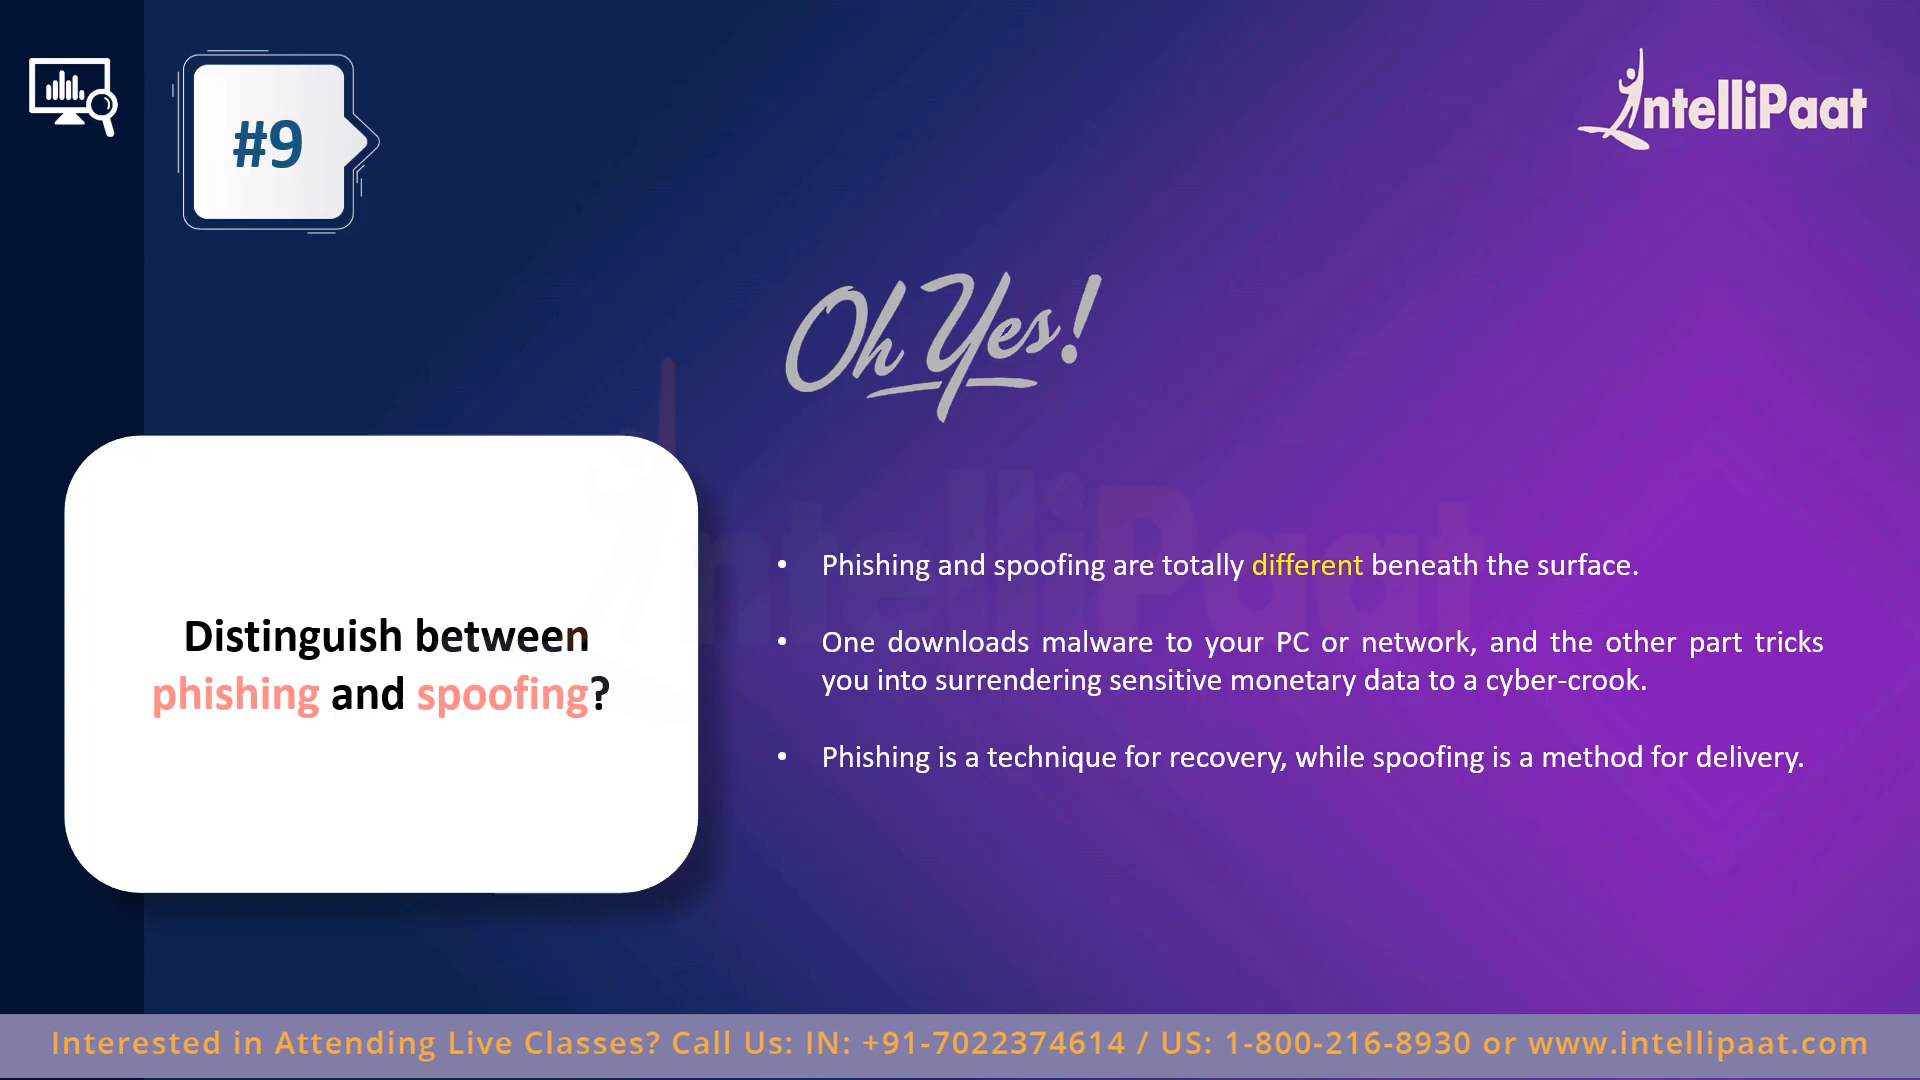 #9
IntelliPaat
Oh Yes!
IntelliPaat
Distinguish between
phishing and spoofing?
• Phishing and spoofing are totally different beneath the surface.
• One downloads malware to your PC or network, and the other part tricks
you into surrendering sensitive monetary data to a cyber-crook.
• Phishing is a technique for recovery, while spoofing is a method for delivery.
Interested in Attending Live Classes? Call Us: IN: +91-7022374614 / US: 1-800-216-8930 or www.intellipaat.com